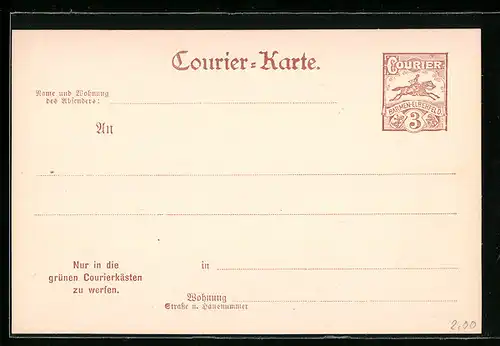 Courier-Karte.
COURIER
BARMEN-ELBERFELD
3
Name und Wohnung
des Absenders:
An
Nur in die
grünen Courierkästen
zu werfen.
in
Wohnung
Straße u. Hausnummer
2,00